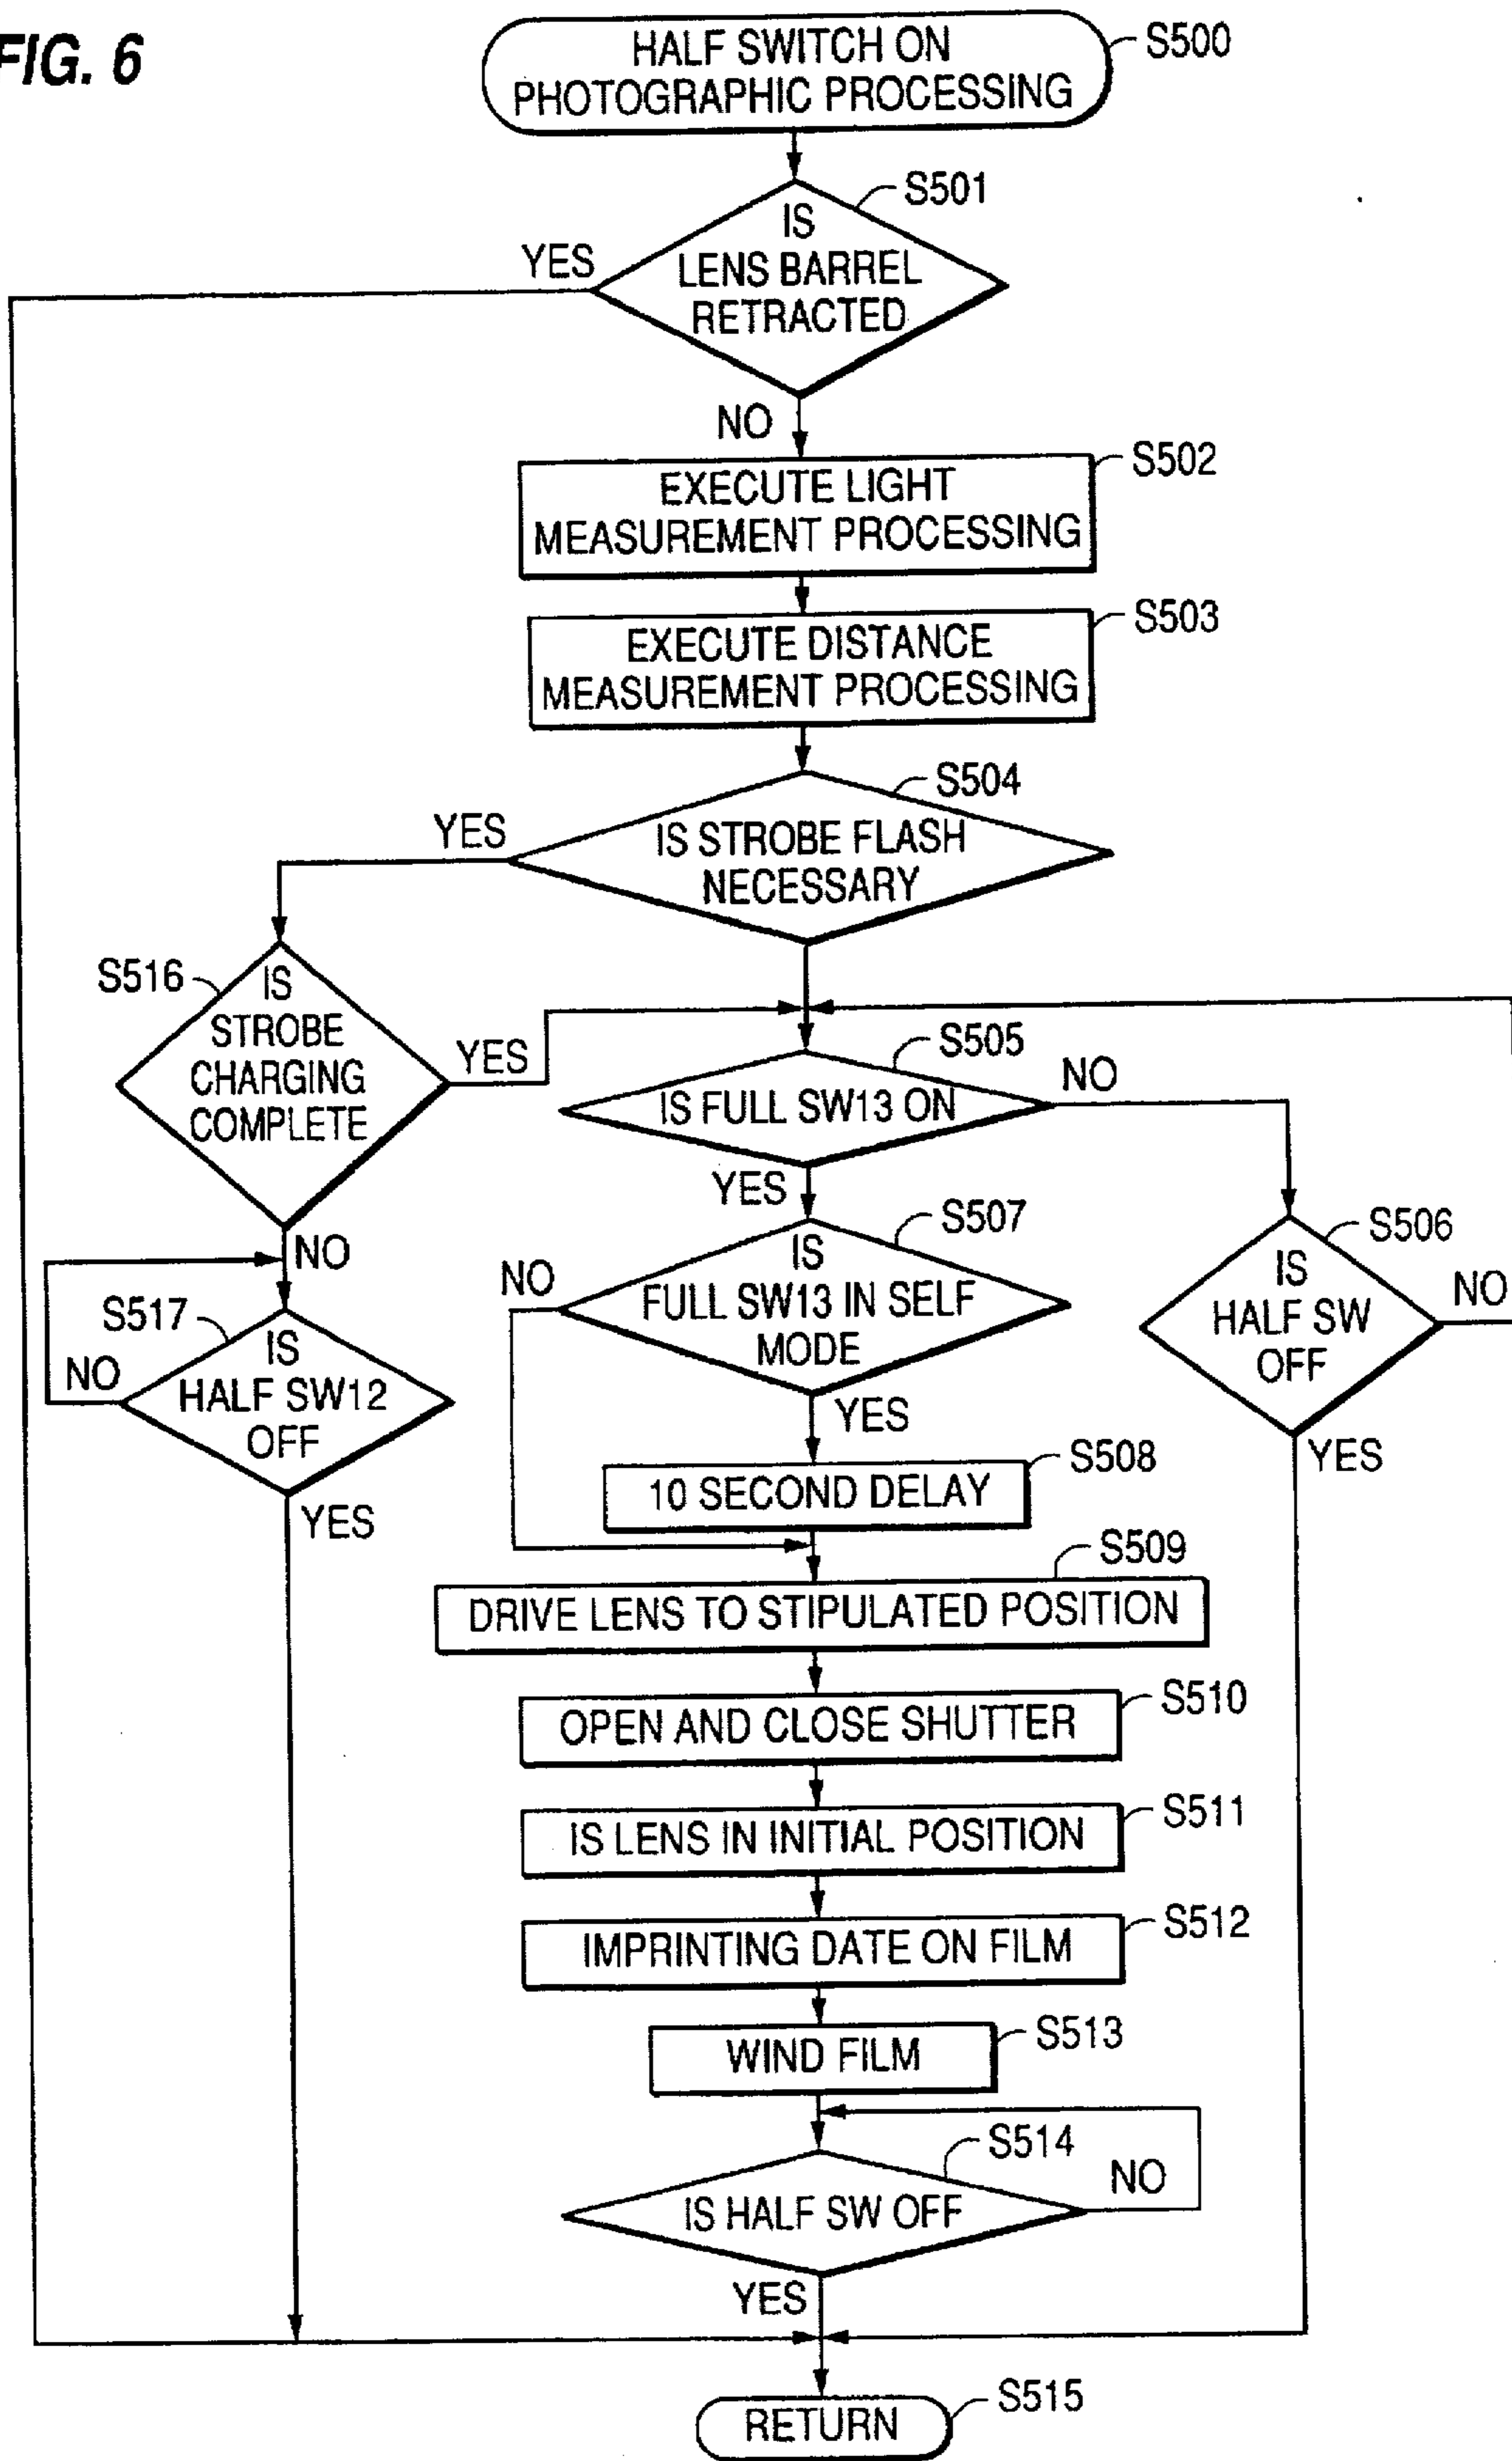 FIG. 6
HALF SWITCH ON
PHOTOGRAPHIC PROCESSING
S500
S501
IS
LENS BARREL
RETRACTED
YES
NO
S502
EXECUTE LIGHT
MEASUREMENT PROCESSING
S503
EXECUTE DISTANCE
MEASUREMENT PROCESSING
S504
YES
IS STROBE FLASH
NECESSARY
S516
IS
STROBE
CHARGING
COMPLETE
YES
S505
NO
IS FULL SW13 ON
YES
S507
S506
NO
IS
FULL SW13 IN SELF
MODE
IS
HALF SW
OFF
NO
NO
S517
IS
HALF SW12
OFF
NO
YES
YES
YES
S508
10 SECOND DELAY
S509
DRIVE LENS TO STIPULATED POSITION
S510
OPEN AND CLOSE SHUTTER
S511
IS LENS IN INITIAL POSITION
S512
IMPRINTING DATE ON FILM
S513
WIND FILM
S514
NO
IS HALF SW OFF
YES
S515
RETURN